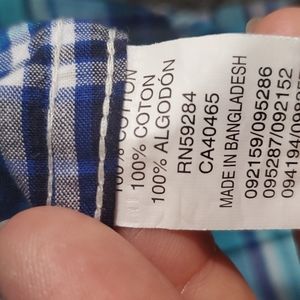 100% COTTON
100% COTON
100% ALGODÓN
RN59284
CA40465
MADE IN BANGLADESH
092159/095286
095287/092152